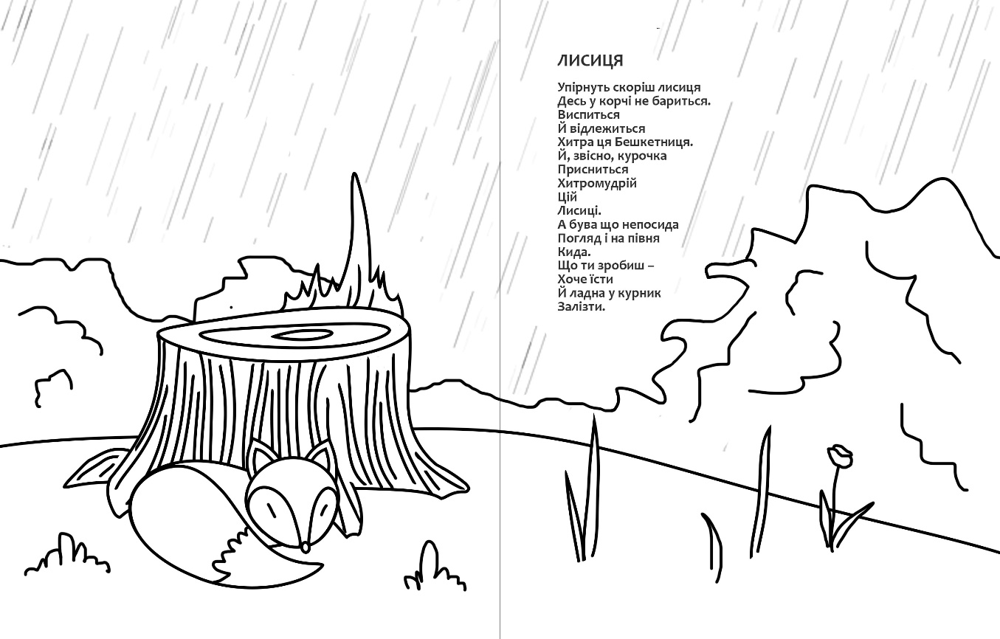 ЛИСИЦЯ
Упірнуть скоріш лисиця
Десь у корчі не бариться.
Виспиться
Й відлежиться
Хитра ця Бешкетниця.
Й, звісно, курочка
Присниться
Хитромудрій
Цій
Лисиці.
А бува що непосида
Погляд і на півня
Кида.
Що ти зробиш –
Хоче їсти
Й ладна у курник
Залізти.